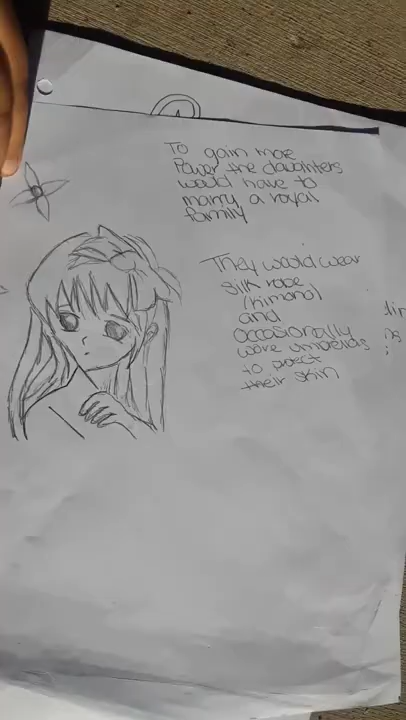 To gain more
Power the daughters
would have to
marry a royal
family
They would wear
silk rope
(Kimono)
and
Occasionally
wore umbrellas
to protect
their skin